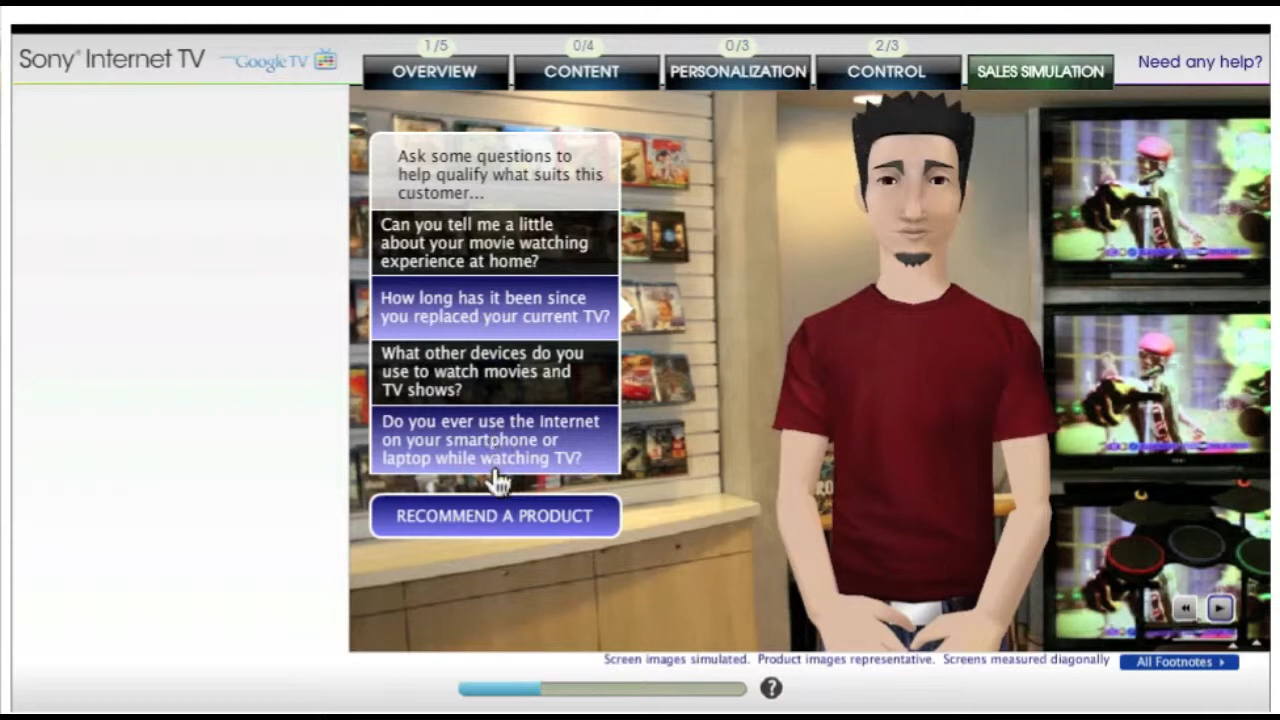 Sony® Internet TV
Google TV
1/5
0/4
0/3
2/3
OVERVIEW
CONTENT
PERSONALIZATION
CONTROL
SALES SIMULATION
Need any help?
Ask some questions to
help qualify what suits this
customer...
Can you tell me a little
about your movie watching
experience at home?
How long has it been since
you replaced your current TV?
What other devices do you
use to watch movies and
TV shows?
Do you ever use the Internet
on your smartphone or
laptop while watching TV?
RECOMMEND A PRODUCT
Screen images simulated. Product images representative. Screens measured diagonally
All Footnotes
?